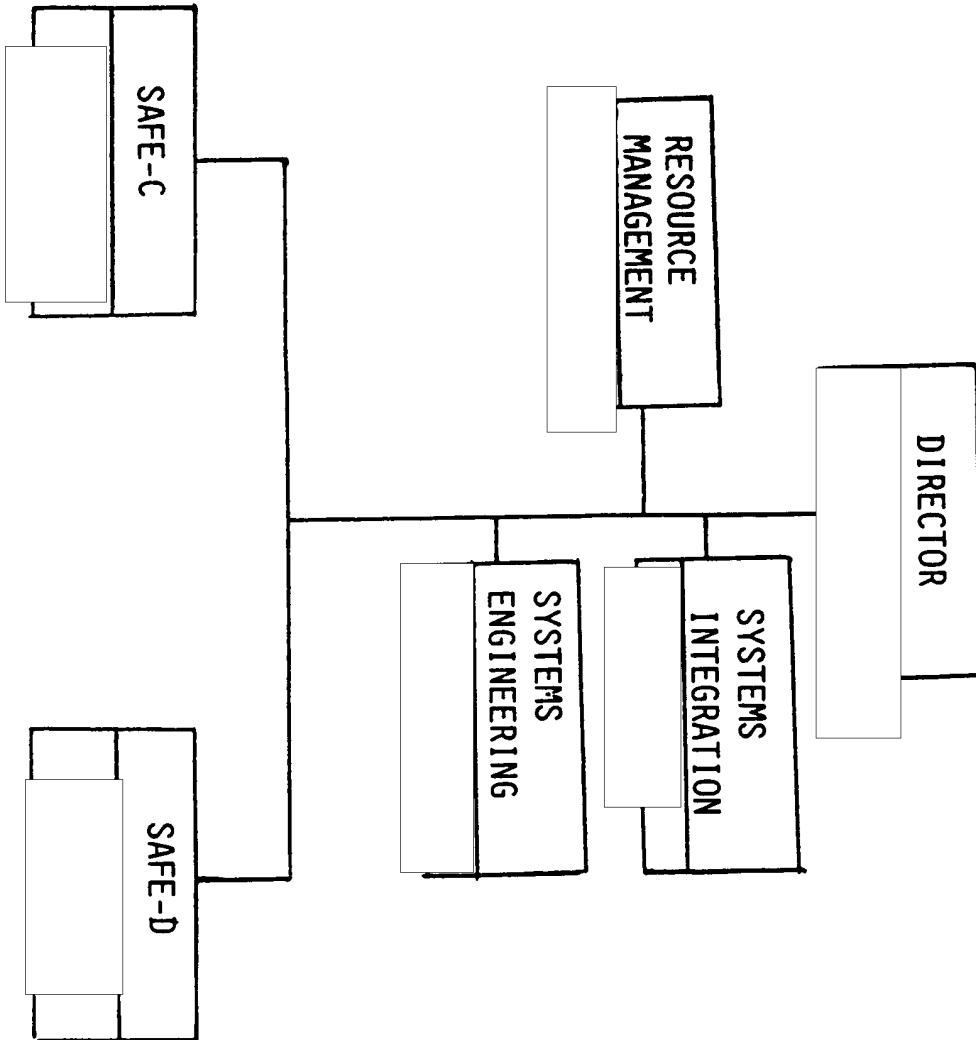 DIRECTOR
SYSTEMS
INTEGRATION
RESOURCE
MANAGEMENT
SYSTEMS
ENGINEERING
SAFE-C
SAFE-D